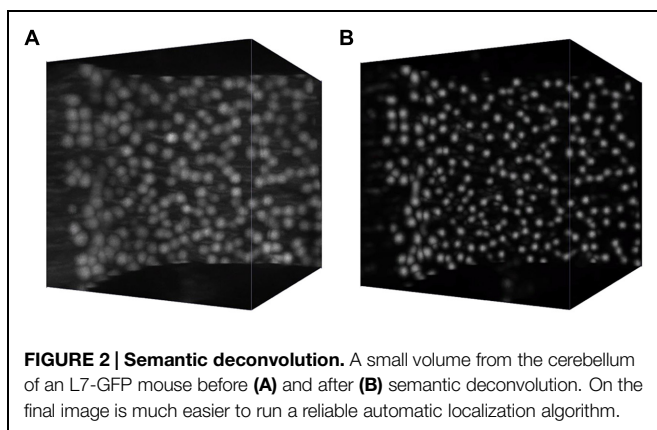 A
B
FIGURE 2 | Semantic deconvolution. A small volume from the cerebellum
of an L7-GFP mouse before (A) and after (B) semantic deconvolution. On the
final image is much easier to run a reliable automatic localization algorithm.